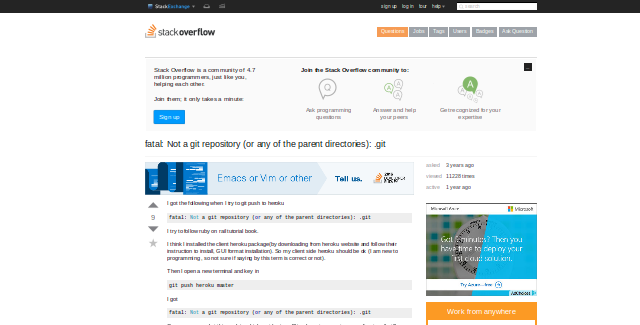 StackExchange
sign up log in tour help
search
stackoverflow
Questions Jobs Tags Users Badges Ask Question
Stack Overflow is a community of 4.7
million programmers, just like you,
helping each other.
Join them; it only takes a minute:
Sign up
Join the Stack Overflow community to:
Ask programming
questions
Answer and help
your peers
Get recognized for your
expertise
fatal: Not a git repository (or any of the parent directories): .git
Emacs or Vim or other Tell us.
asked 3 years ago
viewed 11228 times
active 1 year ago
I got the following when I try to git push to heroku
9
fatal: Not a git repository (or any of the parent directories): .git
I try to follow ruby on rail tutorial book.
I think I installed the client heroku package(by downloading from heroku website and follow their
instruction to install, GUI format installation). So my client side heroku should be ok (I am new to
programming, so not sure if saying by this term is correct or not).
Then I open a new terminal and key in
git push heroku master
I got
fatal: Not a git repository (or any of the parent directories): .git
Microsoft Azure
Microsoft
Got 5 minutes? Then you
have time to deploy your
first cloud solution.
Try Azure - free
AdChoices
Work from anywhere